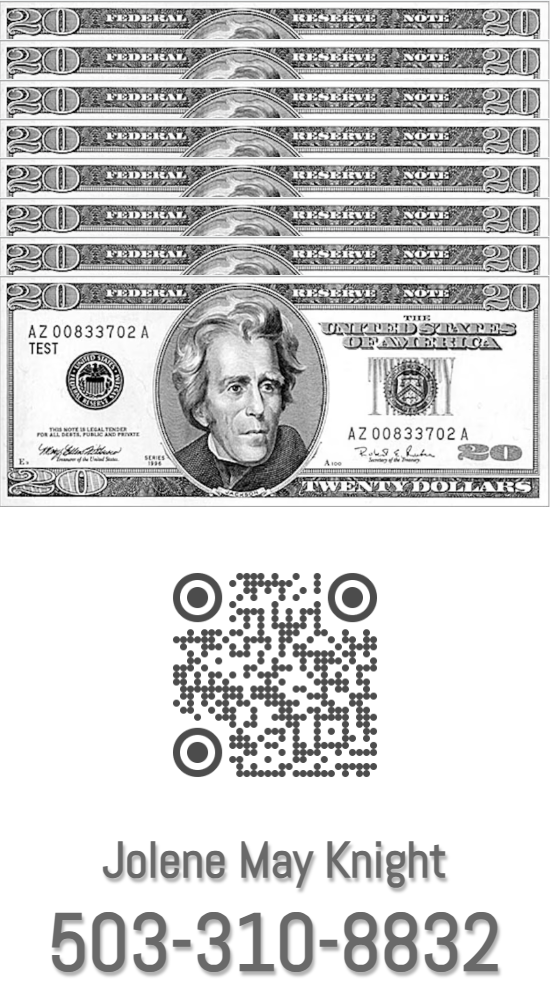 20 FEDERAL RESERVE NOTE 20
20 FEDERAL RESERVE NOTE 20
20 FEDERAL RESERVE NOTE 20
20 FEDERAL RESERVE NOTE 20
20 FEDERAL RESERVE NOTE 20
20 FEDERAL RESERVE NOTE 20
20 FEDERAL RESERVE NOTE 20
20 FEDERAL RESERVE NOTE 20
THE
UNITED STATES
OF AMERICA
AZ 00833702 A
TEST
THIS NOTE IS LEGAL TENDER
FOR ALL DEBTS, PUBLIC AND PRIVATE
Treasurer of the United States.
SERIES
1996
AZ 00833702 A
20
Secretary of the Treasury.
20
JACKSON
TWENTY DOLLARS
Jolene May Knight
503-310-8832